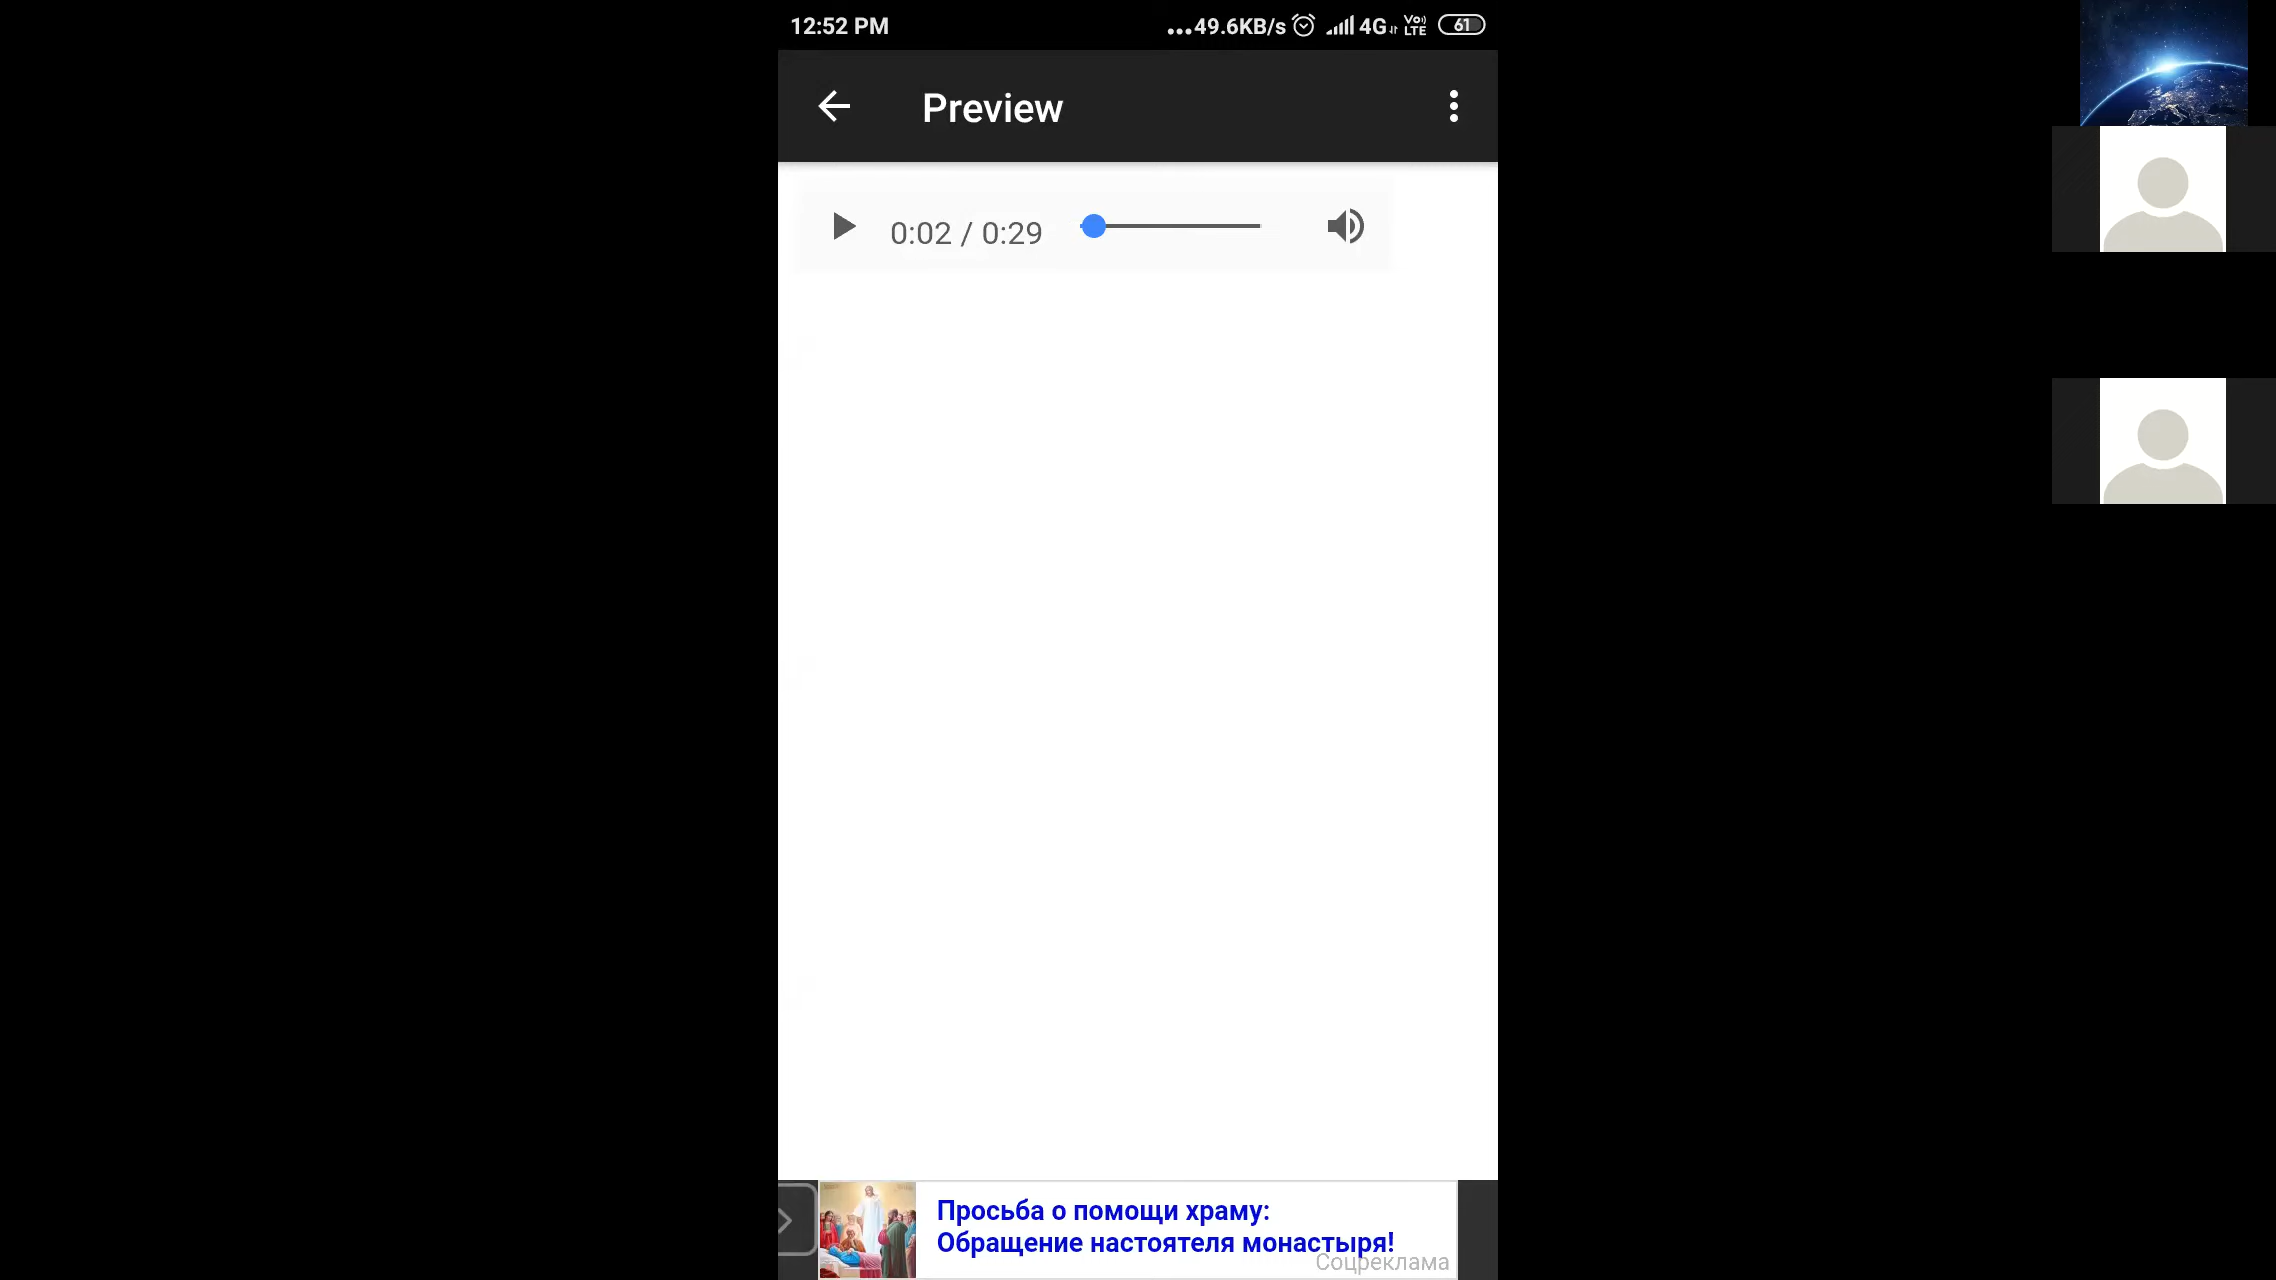 12:52 PM
...49.6KB/s 4G Vo) LTE 61
Preview
0:02 / 0:29
Просьба о помощи храму:
Обращение настоятеля монастыря!
Соцреклама